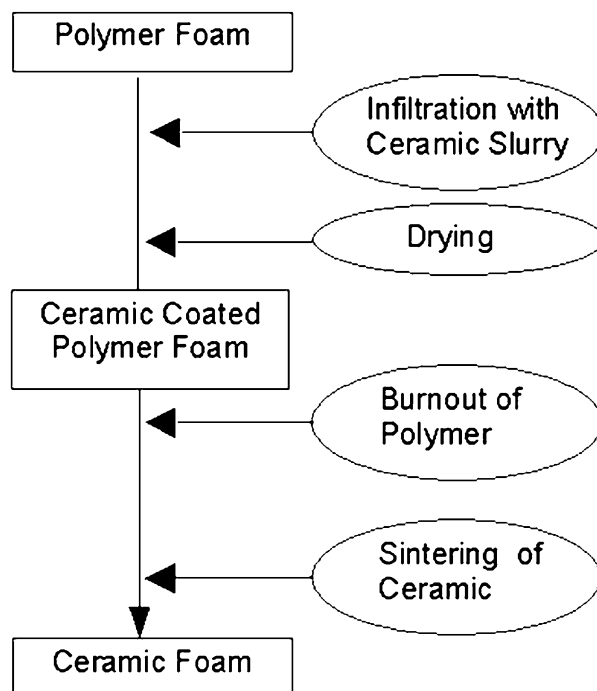 Polymer Foam
Infiltration with
Ceramic Slurry
Drying
Ceramic Coated
Polymer Foam
Burnout of
Polymer
Sintering of
Ceramic
Ceramic Foam